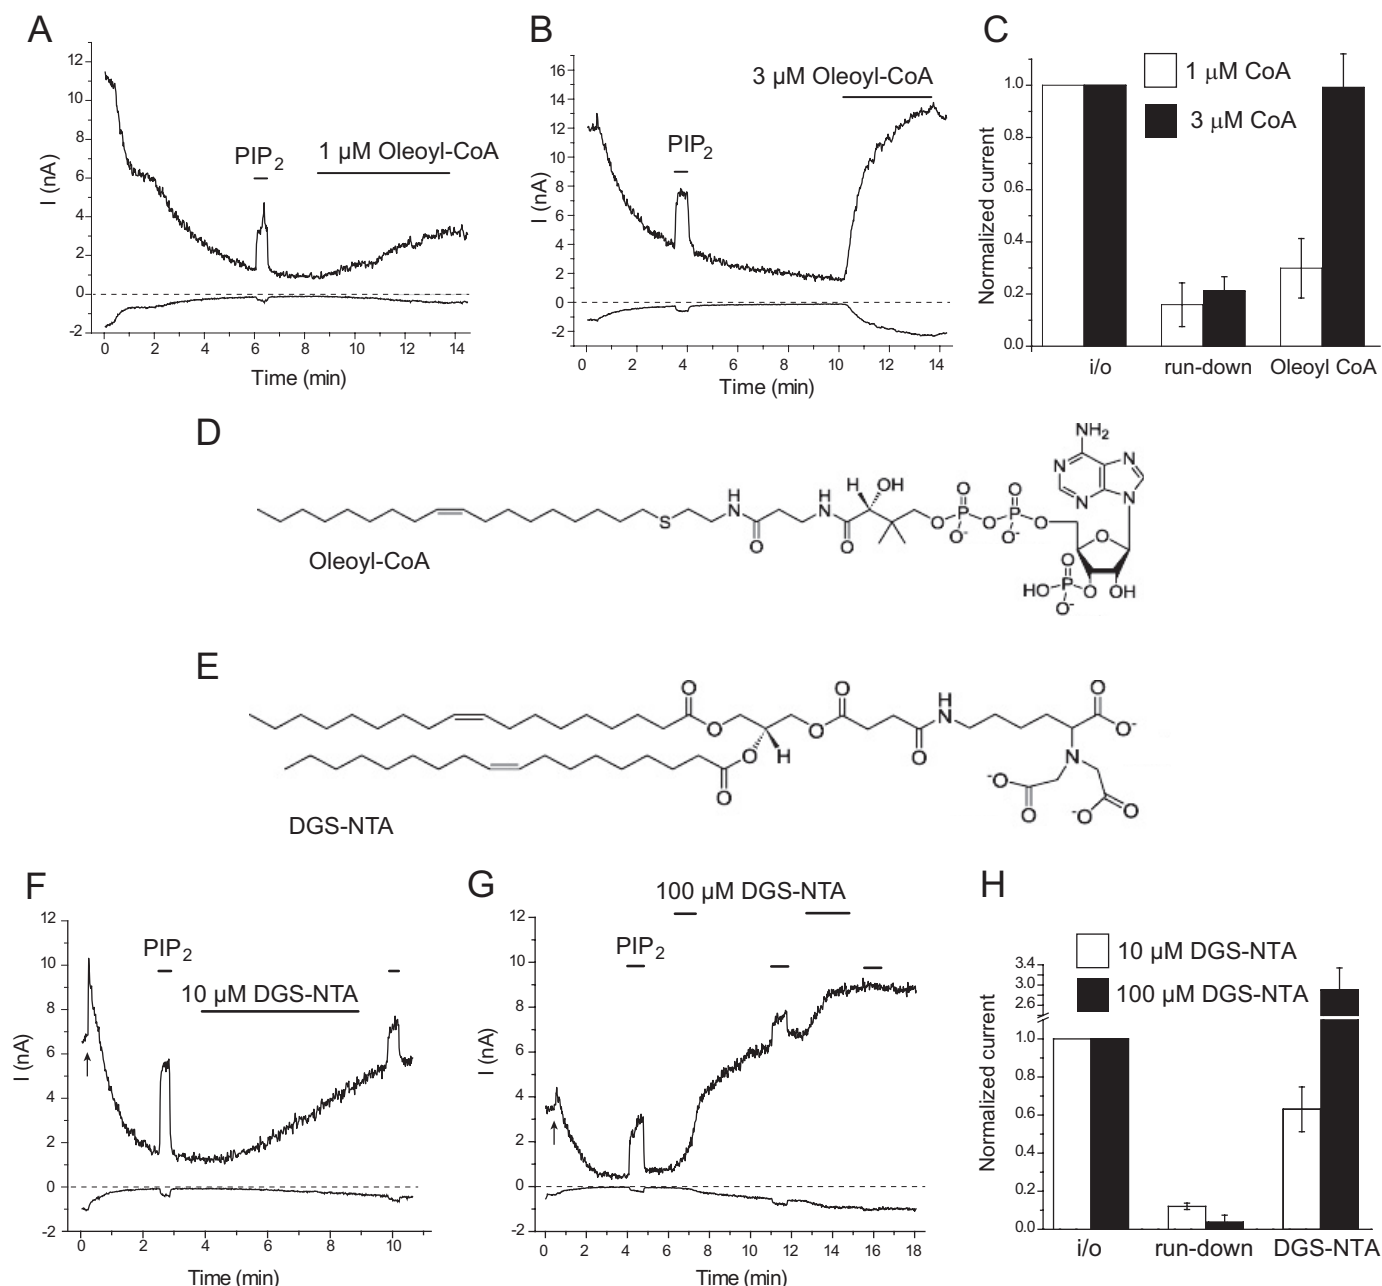 A
12
10
8
6
4
2
0
-2
I (nA)
PIP2
1 μM Oleoyl-CoA
0 2 4 6 8 10 12 14
Time (min)
B
16
14
12
10
8
6
4
2
0
-2
I (nA)
3 μM Oleoyl-CoA
PIP2
0 2 4 6 8 10 12 14
Time (min)
C
1 μM CoA
3 μM CoA
1.0
0.8
0.6
0.4
0.2
0.0
Normalized current
i/o run-down Oleoyl CoA
D
NH2
N N
N N
H OH
H H O O
N N O P O P O O
S O O O- O-
O
HO P O OH
O-
Oleoyl-CoA
E
O O H O
O O N O-
O H O N
O -O O
O -O O
DGS-NTA
F
12
10
8
6
4
2
0
-2
I (nA)
PIP2
10 μM DGS-NTA
0 2 4 6 8 10
Time (min)
G
100 μM DGS-NTA
12
10
8
6
4
2
0
-2
I (nA)
PIP2
0 2 4 6 8 10 12 14 16 18
Time (min)
H
10 μM DGS-NTA
100 μM DGS-NTA
3.4
3.0
2.6
1.0
0.8
0.6
0.4
0.2
0.0
Normalized current
i/o run-down DGS-NTA